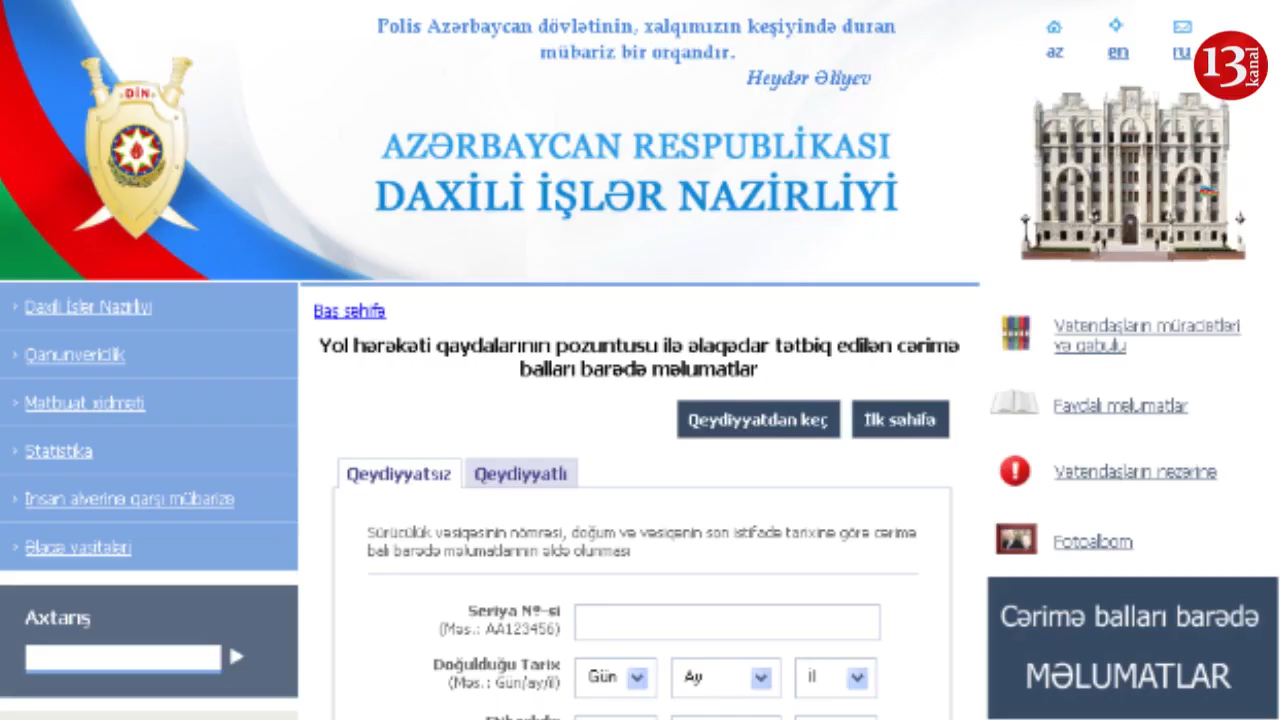 Polis Azərbaycan dövlətinin, xalqımızın keşiyində duran
mübariz bir orqandır.
Heydər Əliyev
az
en
ru
13
kanal
DİN
AZƏRBAYCAN RESPUBLİKASI
DAXİLİ İŞLƏR NAZİRLİYİ
Daxili İşlər Nazirliyi
Qanunvericilik
Mətbuat xidməti
Statistika
İnsan alverinə qarşı mübarizə
Əlaqə vasitələri
Axtarış
Baş səhifə
Yol hərəkəti qaydalarının pozuntusu ilə əlaqədar tətbiq edilən cərimə
balları barədə məlumatlar
Qeydiyyatdan keç
İlk səhifə
Qeydiyyatsız
Qeydiyyatlı
Sürücülük vəsiqəsinin nömrəsi, doğum və vəsiqənin son istifadə tarixinə görə cərimə
balı barədə məlumatlarının əldə olunması
Seriya №-si
(Məs.: AA123456)
Doğulduğu Tarix
(Məs.: Gün/ay/il)
Gün
Ay
il
Vətəndaşların müraciətləri
və qəbulu
Faydalı məlumatlar
Vətəndaşların nəzərinə
Fotoalbom
Cərimə balları barədə
MƏLUMATLAR